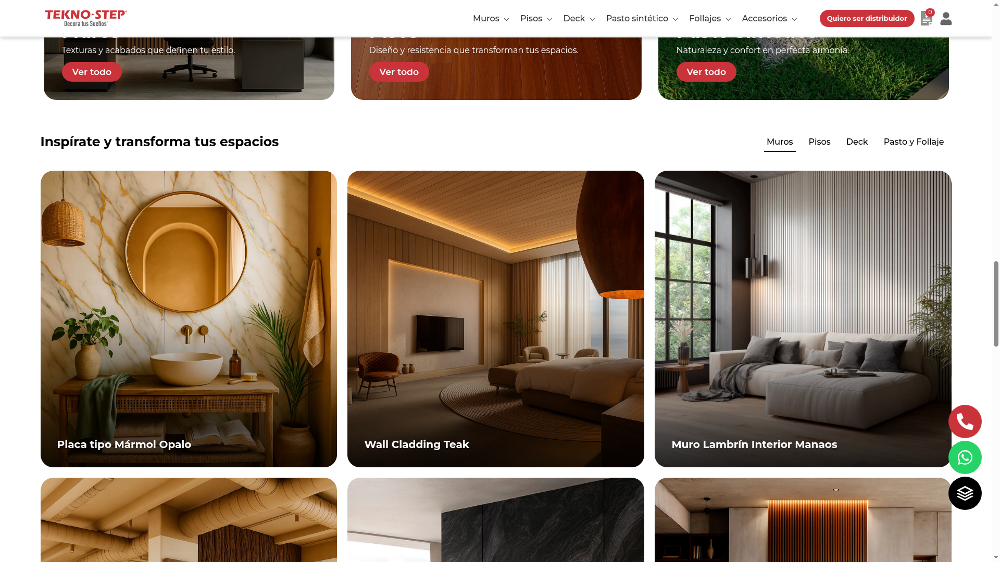 TEKNO-STEP
Decora tus Sueños
Muros
Pisos
Deck
Pasto sintético
Follajes
Accesorios
Quiero ser distribuidor
0
Texturas y acabados que definen tu estilo.
Ver todo
Diseño y resistencia que transforman tus espacios.
Ver todo
Naturaleza y confort en perfecta armonía.
Ver todo
Inspírate y transforma tus espacios
Muros
Pisos
Deck
Pasto y Follaje
Placa tipo Mármol Opalo
Wall Cladding Teak
Muro Lambrín Interior Manaos